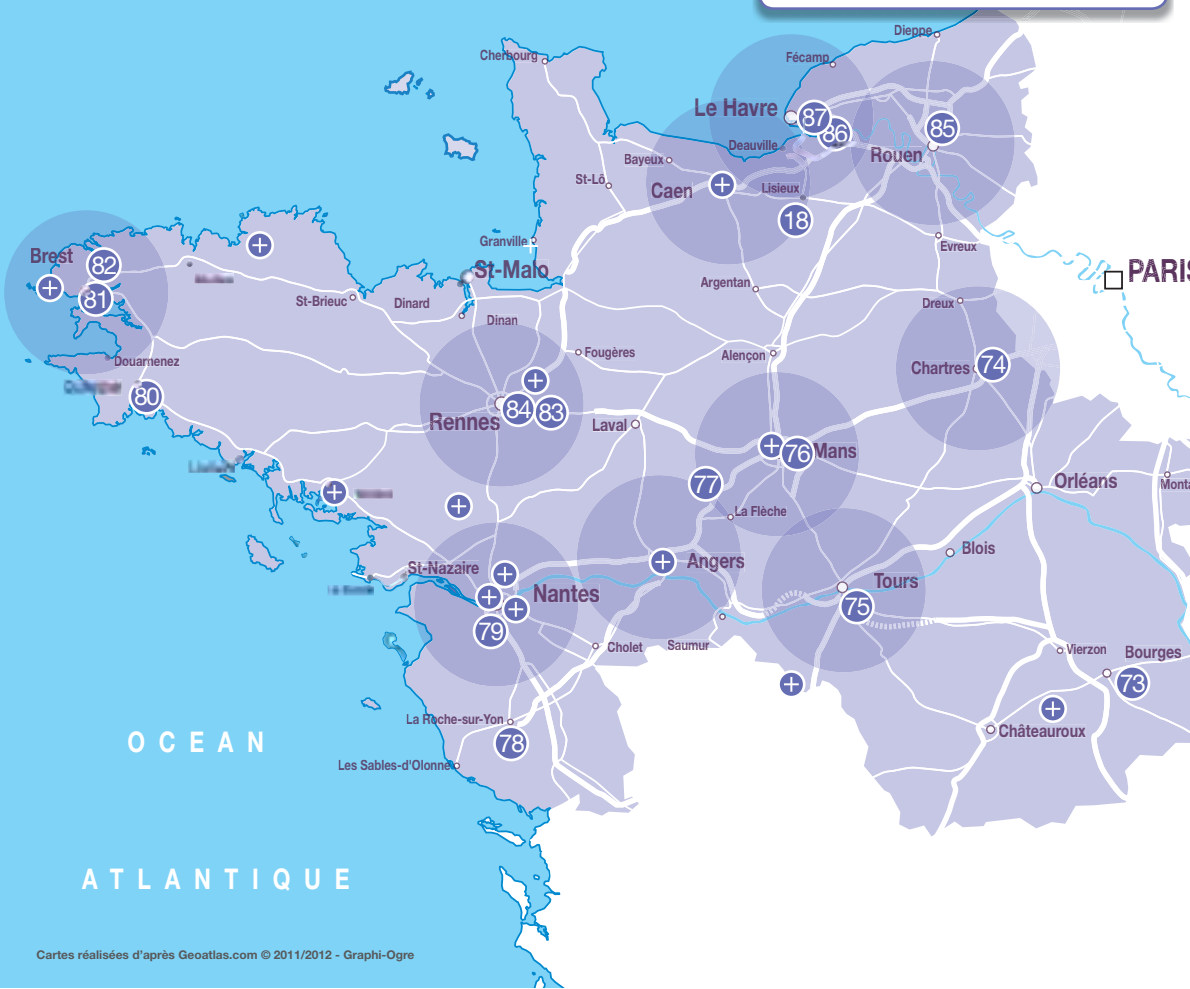 Dieppe
Cherbourg
Fécamp
Le Havre
87
86
85
Deauville
Rouen
Bayeux
St-Lô
Caen
Lisieux
18
Granville
Evreux
Brest
82
81
St-Malo
PARIS
Argentan
St-Brieuc
Dinard
Dinan
Dreux
Douarnenez
Fougères
Alençon
Chartres
74
80
84
83
Rennes
Laval
76
Mans
77
Orléans
Monta
La Flèche
Blois
St-Nazaire
Angers
Nantes
Tours
75
79
Cholet
Saumur
Vierzon
Bourges
73
La Roche-sur-Yon
78
Châteauroux
Les Sables-d'Olonne
OCEAN
ATLANTIQUE
Cartes réalisées d'après Geoatlas.com © 2011/2012 - Graphi-Ogre